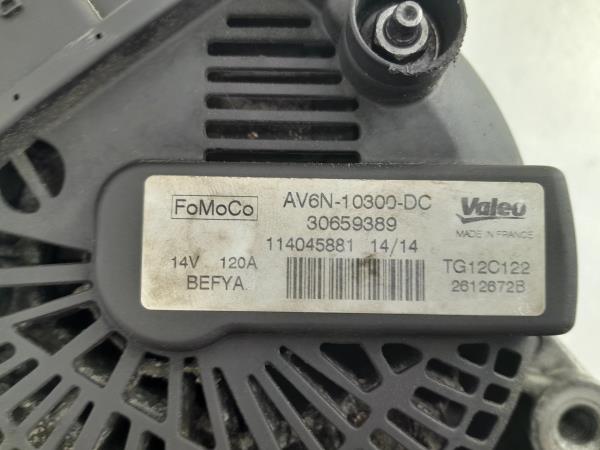 FoMoCo AV6N-10300-DC Valeo
30659389 MADE IN FRANCE
114045881 14/14
14V 120A TG12C122
BEFYA 2612672B